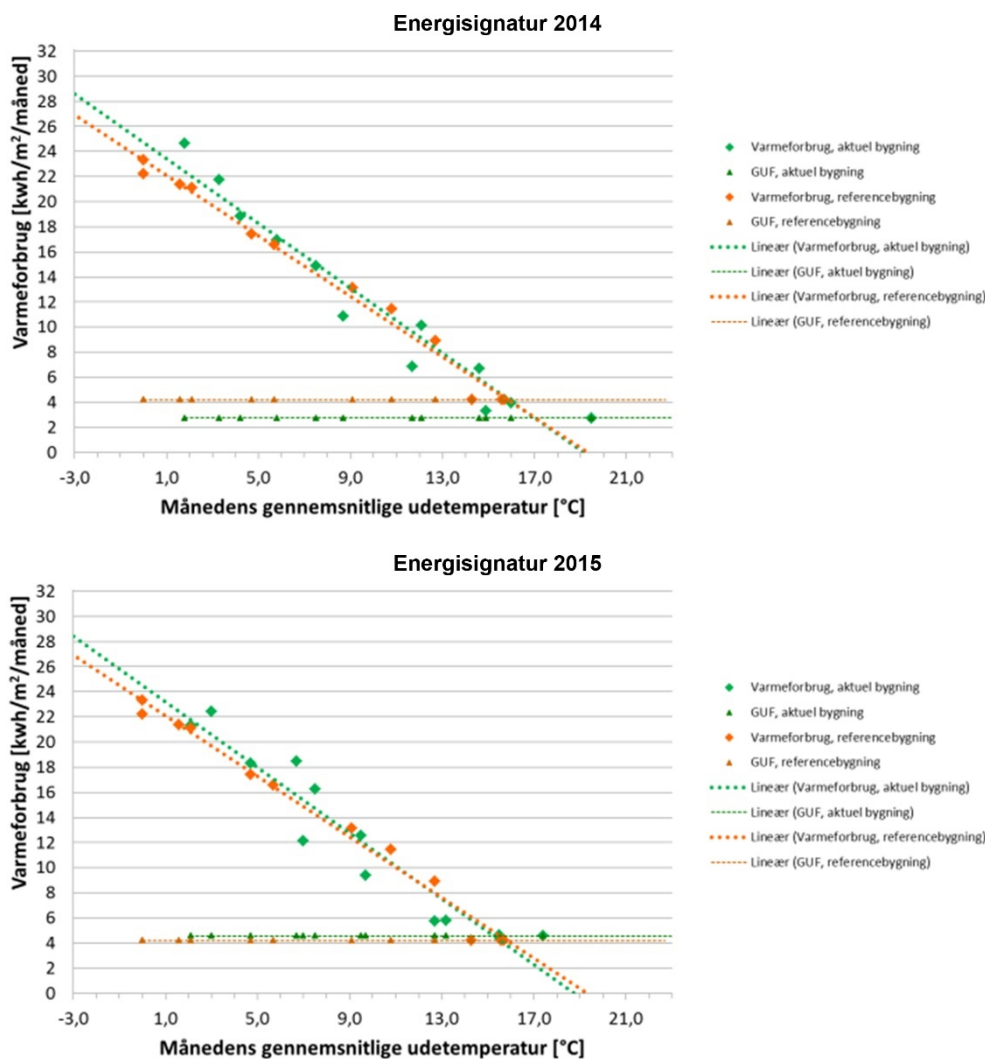 Energisignatur 2014
Varmeforbrug [kwh/m²/måned]
32
30
28
26
24
22
20
18
16
14
12
10
8
6
4
2
0
-3,0 1,0 5,0 9,0 13,0 17,0 21,0
Månedens gennemsnitlige udetemperatur [°C]
Varmeforbrug, aktuel bygning
GUF, aktuel bygning
Varmeforbrug, referencebygning
GUF, referencebygning
Lineær (Varmeforbrug, aktuel bygning)
Lineær (GUF, aktuel bygning)
Lineær (Varmeforbrug, referencebygning)
Lineær (GUF, referencebygning)
Energisignatur 2015
Varmeforbrug [kwh/m²/måned]
32
30
28
26
24
22
20
18
16
14
12
10
8
6
4
2
0
-3,0 1,0 5,0 9,0 13,0 17,0 21,0
Månedens gennemsnitlige udetemperatur [°C]
Varmeforbrug, aktuel bygning
GUF, aktuel bygning
Varmeforbrug, referencebygning
GUF, referencebygning
Lineær (Varmeforbrug, aktuel bygning)
Lineær (GUF, aktuel bygning)
Lineær (Varmeforbrug, referencebygning)
Lineær (GUF, referencebygning)